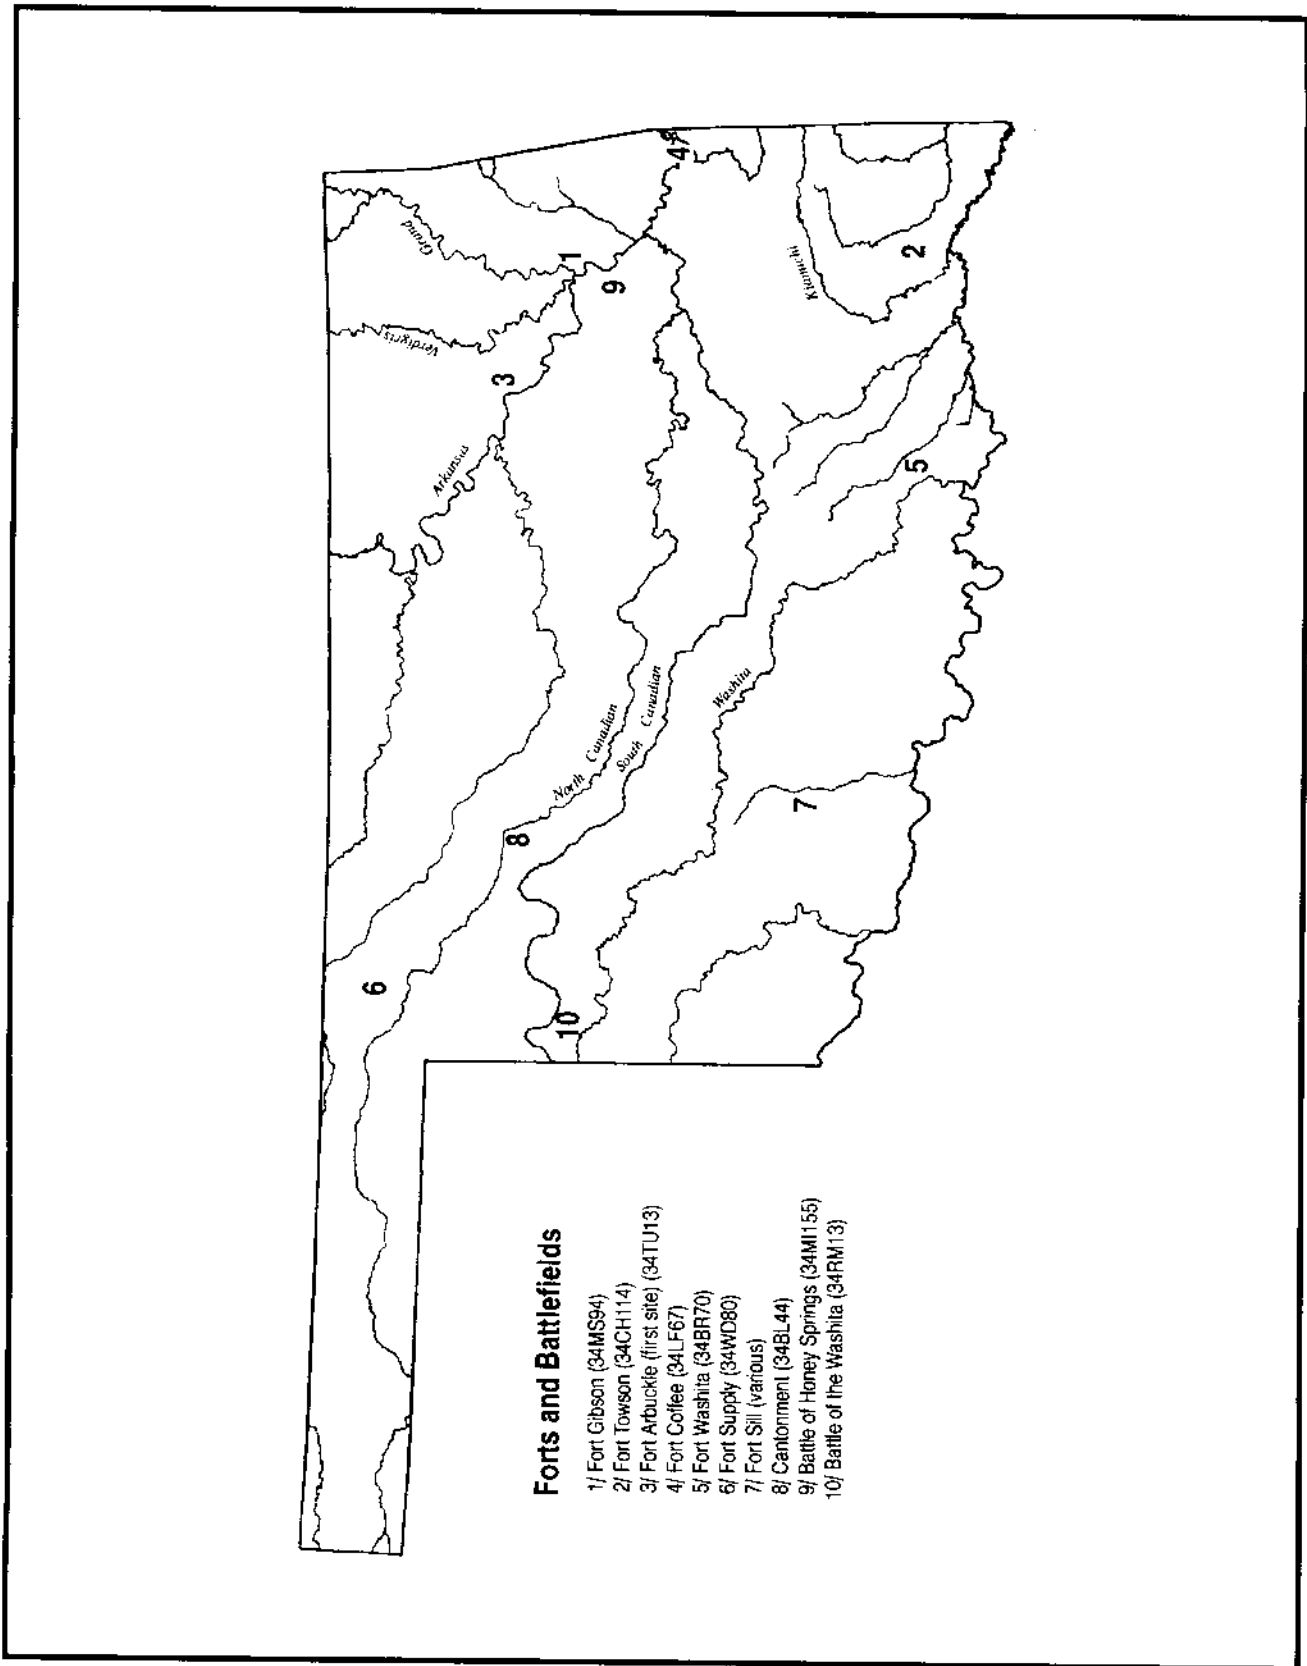 Grand
Verdigris
Arkansas
Kiamichi
North Canadian
South Canadian
Washita
1
2
3
4
5
6
7
8
9
10
Forts and Battlefields
1/ Fort Gibson (34MS94)
2/ Fort Towson (34CH114)
3/ Fort Arbuckle (first site) (34TU13)
4/ Fort Coffee (34LF67)
5/ Fort Washita (34BR70)
6/ Fort Supply (34WD80)
7/ Fort Sill (various)
8/ Cantonment (34BL44)
9/ Battle of Honey Springs (34MI155)
10/ Battle of the Washita (34RM13)